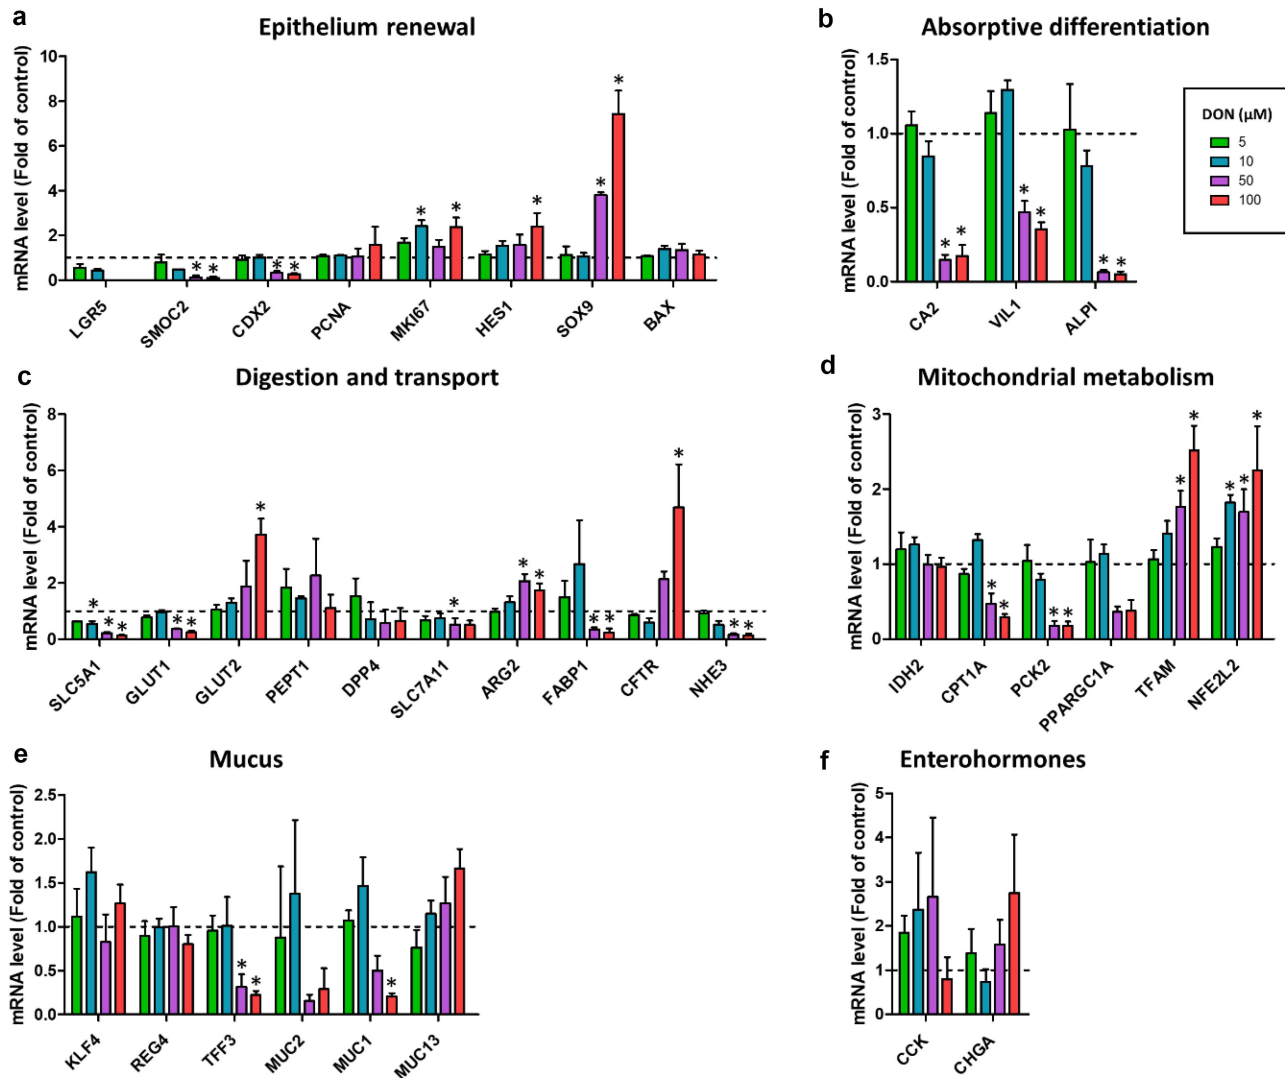 a
Epithelium renewal
mRNA level (Fold of control)
10
8
6
4
2
0
* * * * * * * * *
LGR5 SMOC2 CDX2 PCNA MKI67 HES1 SOX9 BAX
b
Absorptive differentiation
mRNA level (Fold of control)
1.5
1.0
0.5
0.0
* * * * * *
CA2 VIL1 ALPI
DON (µM)
5
10
50
100
c
Digestion and transport
mRNA level (Fold of control)
8
6
4
2
0
* * * * * * * * * * * * * *
SLC5A1 GLUT1 GLUT2 PEPT1 DPP4 SLC7A11 ARG2 FABP1 CFTR NHE3
d
Mitochondrial metabolism
mRNA level (Fold of control)
3
2
1
0
* * * * * * * * *
IDH2 CPT1A PCK2 PPARGC1A TFAM NFE2L2
e
Mucus
mRNA level (Fold of control)
2.5
2.0
1.5
1.0
0.5
0.0
* * *
KLF4 REG4 TFF3 MUC2 MUC1 MUC13
f
Enterohormones
mRNA level (Fold of control)
5
4
3
2
1
0
CCK CHGA